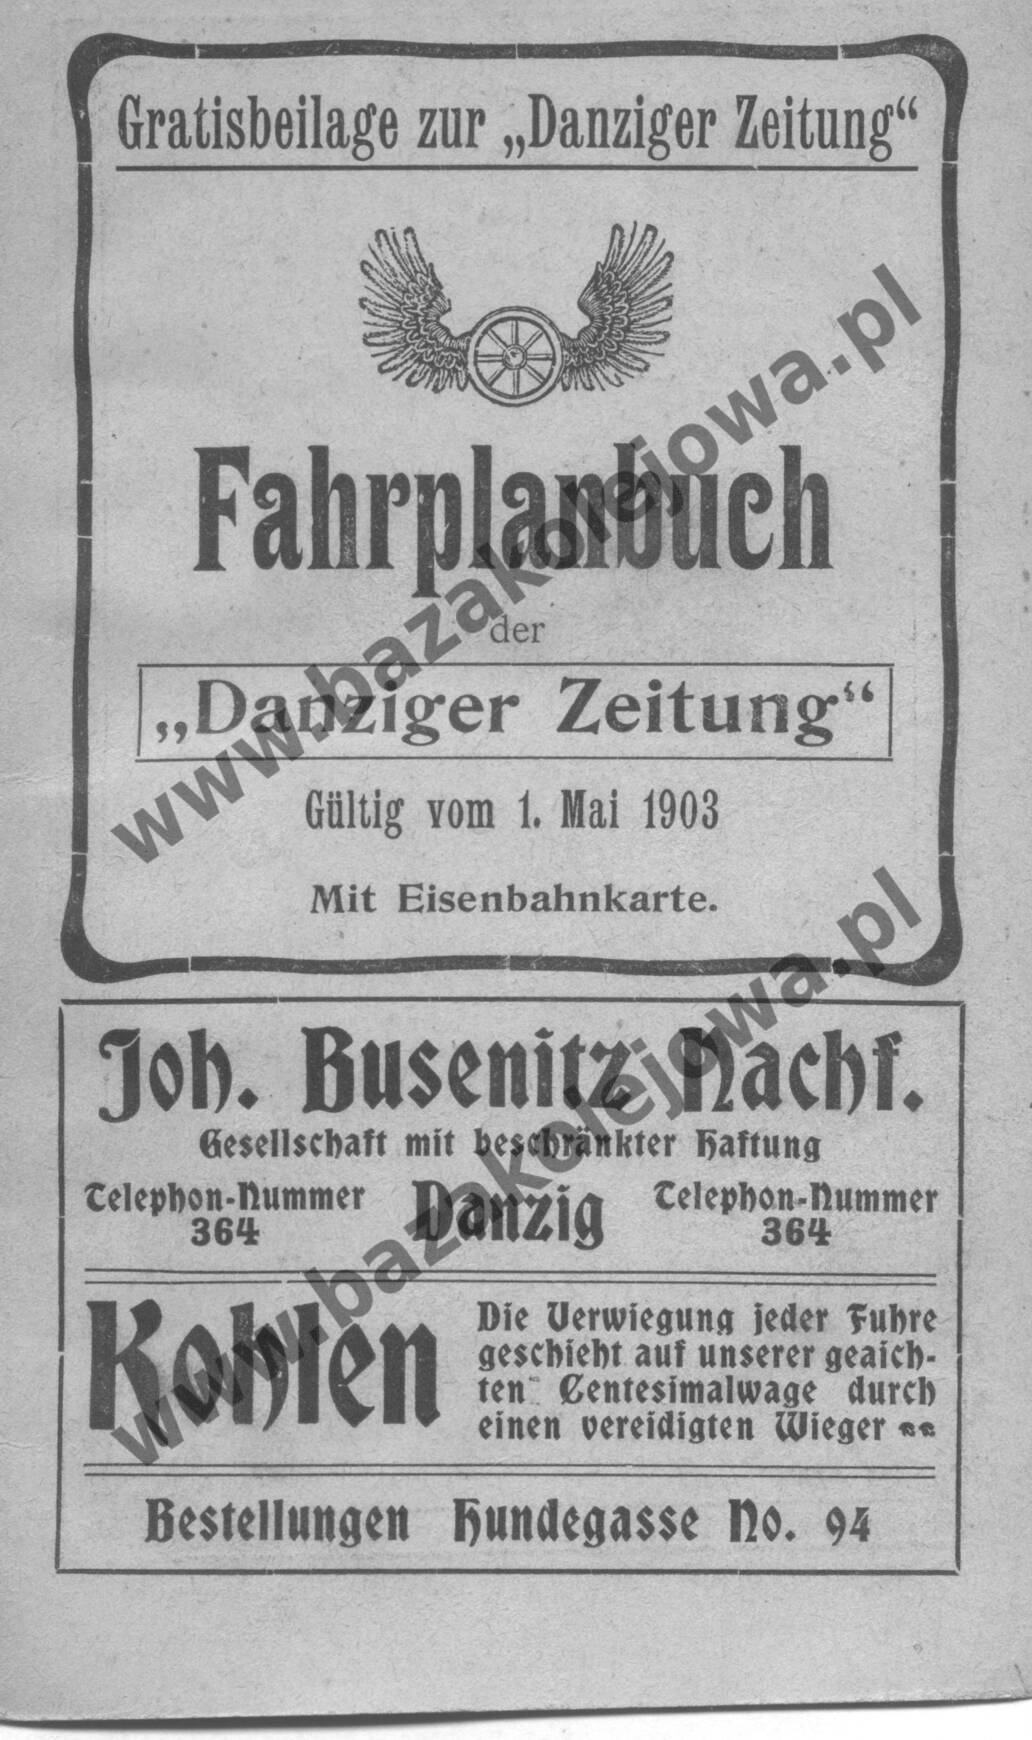 Gratisbeilage zur „Danziger Zeitung“
Fahrplanbuch
der
„Danziger Zeitung“
Gültig vom 1. Mai 1903
Mit Eisenbahnkarte.
Joh. Busenitz Nachf.
Gesellschaft mit beschränkter Haftung
Telephon-Nummer
364
Danzig
Telephon-Nummer
364
Kohlen
Die Verwiegung jeder Fuhre
geschieht auf unserer geaich-
ten Centesimalwage durch
einen vereidigten Wieger
Bestellungen Hundegasse No. 94
www.bazakolejowa.pl
www.bazakolejowa.pl